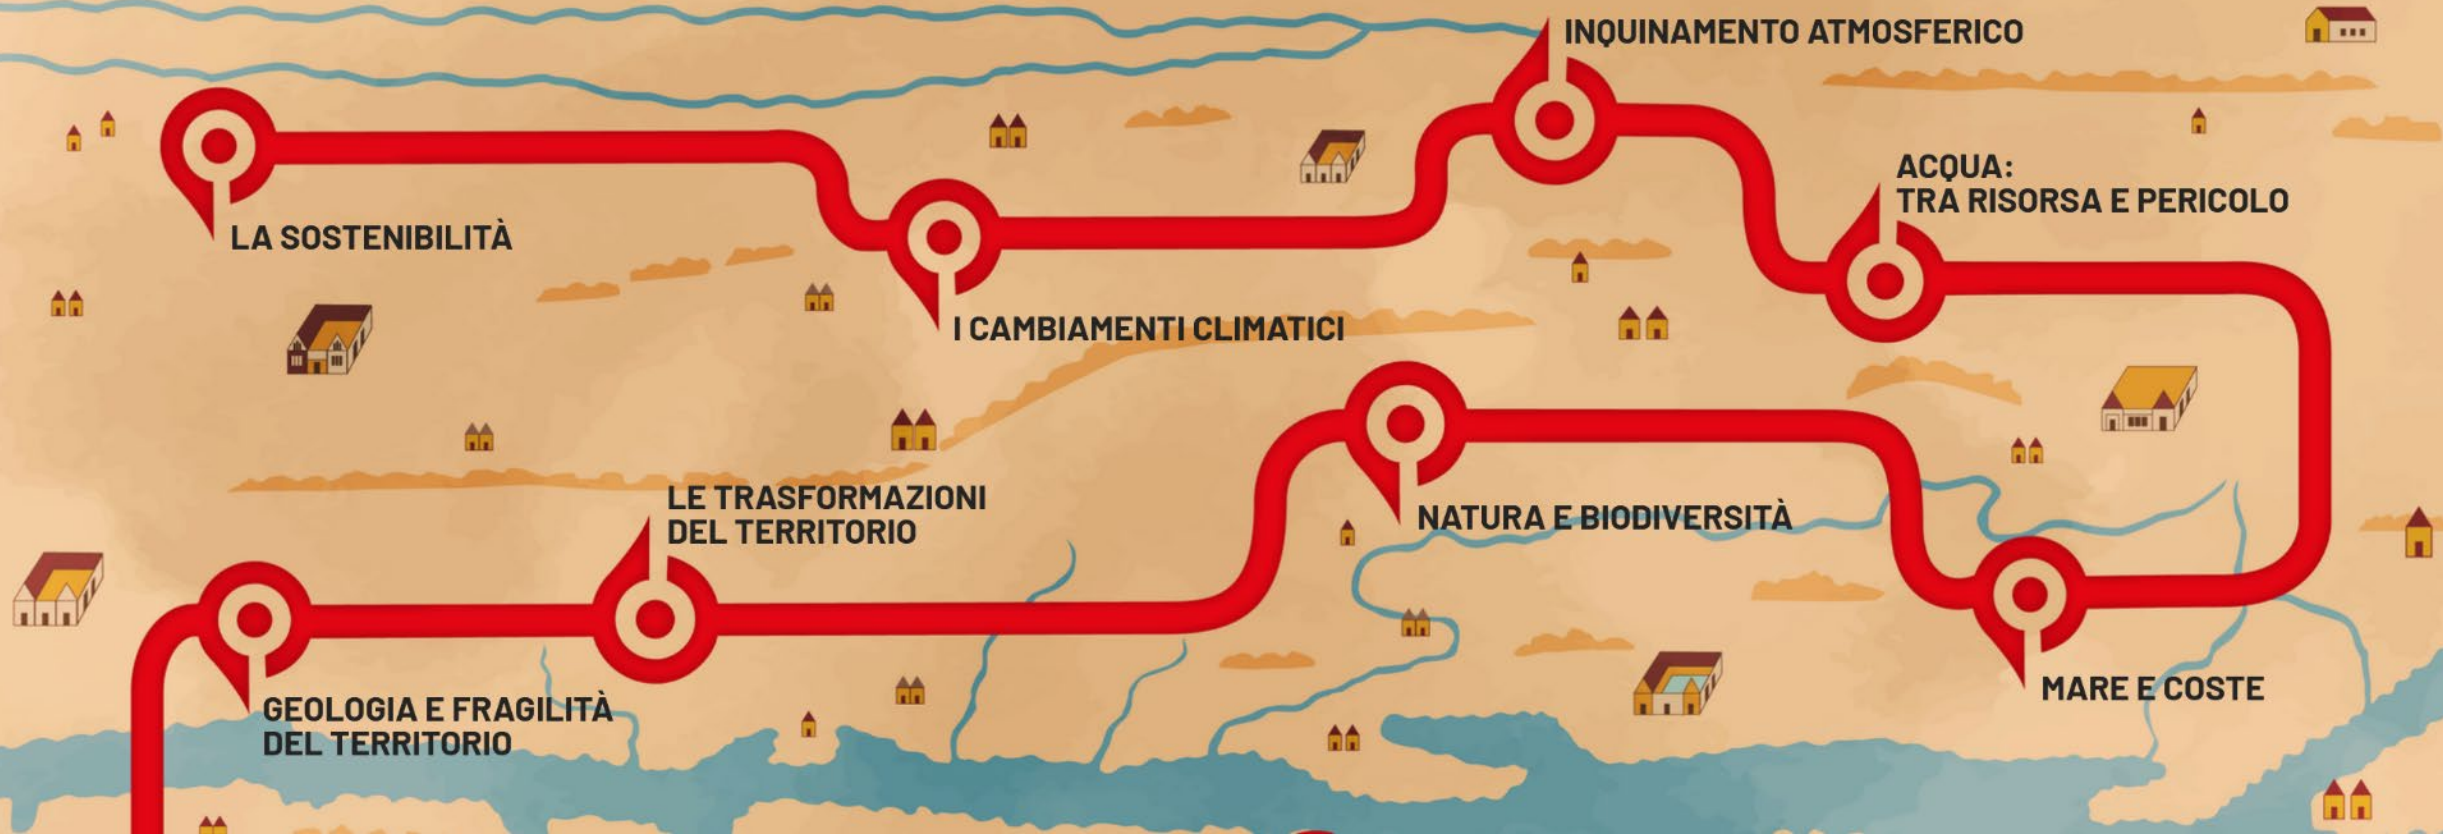 INQUINAMENTO ATMOSFERICO
ACQUA:
TRA RISORSA E PERICOLO
LA SOSTENIBILITÀ
I CAMBIAMENTI CLIMATICI
LE TRASFORMAZIONI
DEL TERRITORIO
NATURA E BIODIVERSITÀ
MARE E COSTE
GEOLOGIA E FRAGILITÀ
DEL TERRITORIO